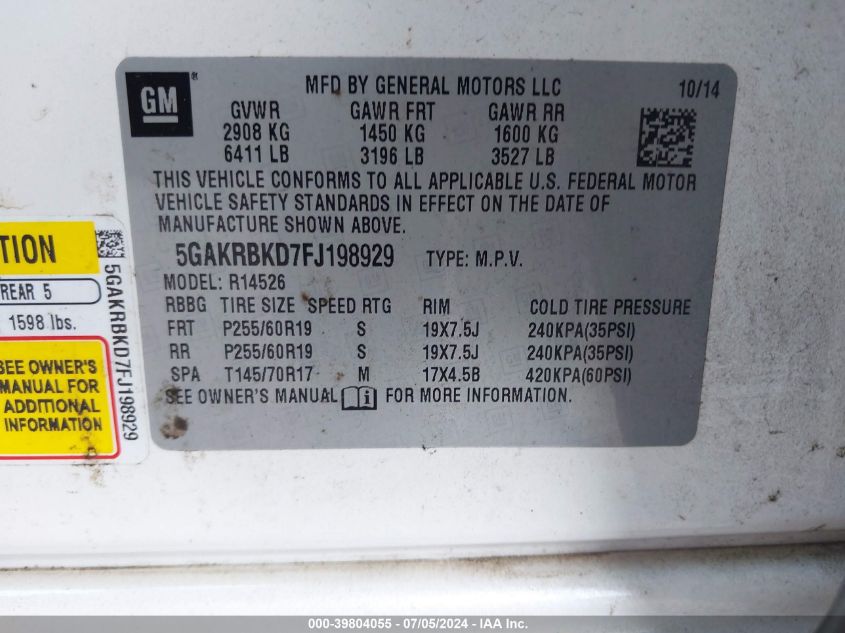 GM
MFD BY GENERAL MOTORS LLC 10/14
GVWR GAWR FRT GAWR RR
2908 KG 1450 KG 1600 KG
6411 LB 3196 LB 3527 LB
THIS VEHICLE CONFORMS TO ALL APPLICABLE U.S. FEDERAL MOTOR
VEHICLE SAFETY STANDARDS IN EFFECT ON THE DATE OF
MANUFACTURE SHOWN ABOVE.
5GAKRBKD7FJ198929 TYPE: M.P.V.
MODEL: R14526
RBBG TIRE SIZE SPEED RTG RIM COLD TIRE PRESSURE
FRT P255/60R19 S 19X7.5J 240KPA(35PSI)
RR P255/60R19 S 19X7.5J 240KPA(35PSI)
SPA T145/70R17 M 17X4.5B 420KPA(60PSI)
SEE OWNER'S MANUAL i FOR MORE INFORMATION.
TION
REAR 5
1598 lbs.
SEE OWNER'S
MANUAL FOR
ADDITIONAL
INFORMATION
5GAKRBKD7FJ198929
000-39804055 - 07/05/2024 - IAA Inc.